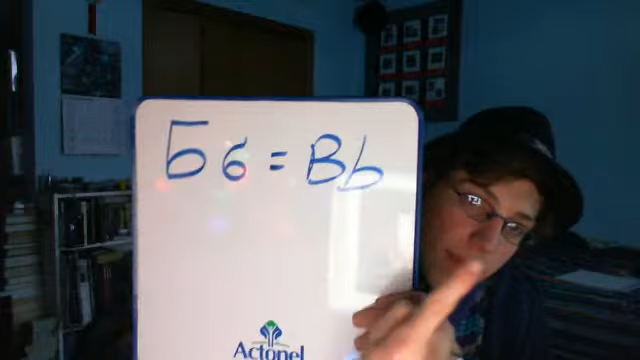 Бб = Bb
Actonel